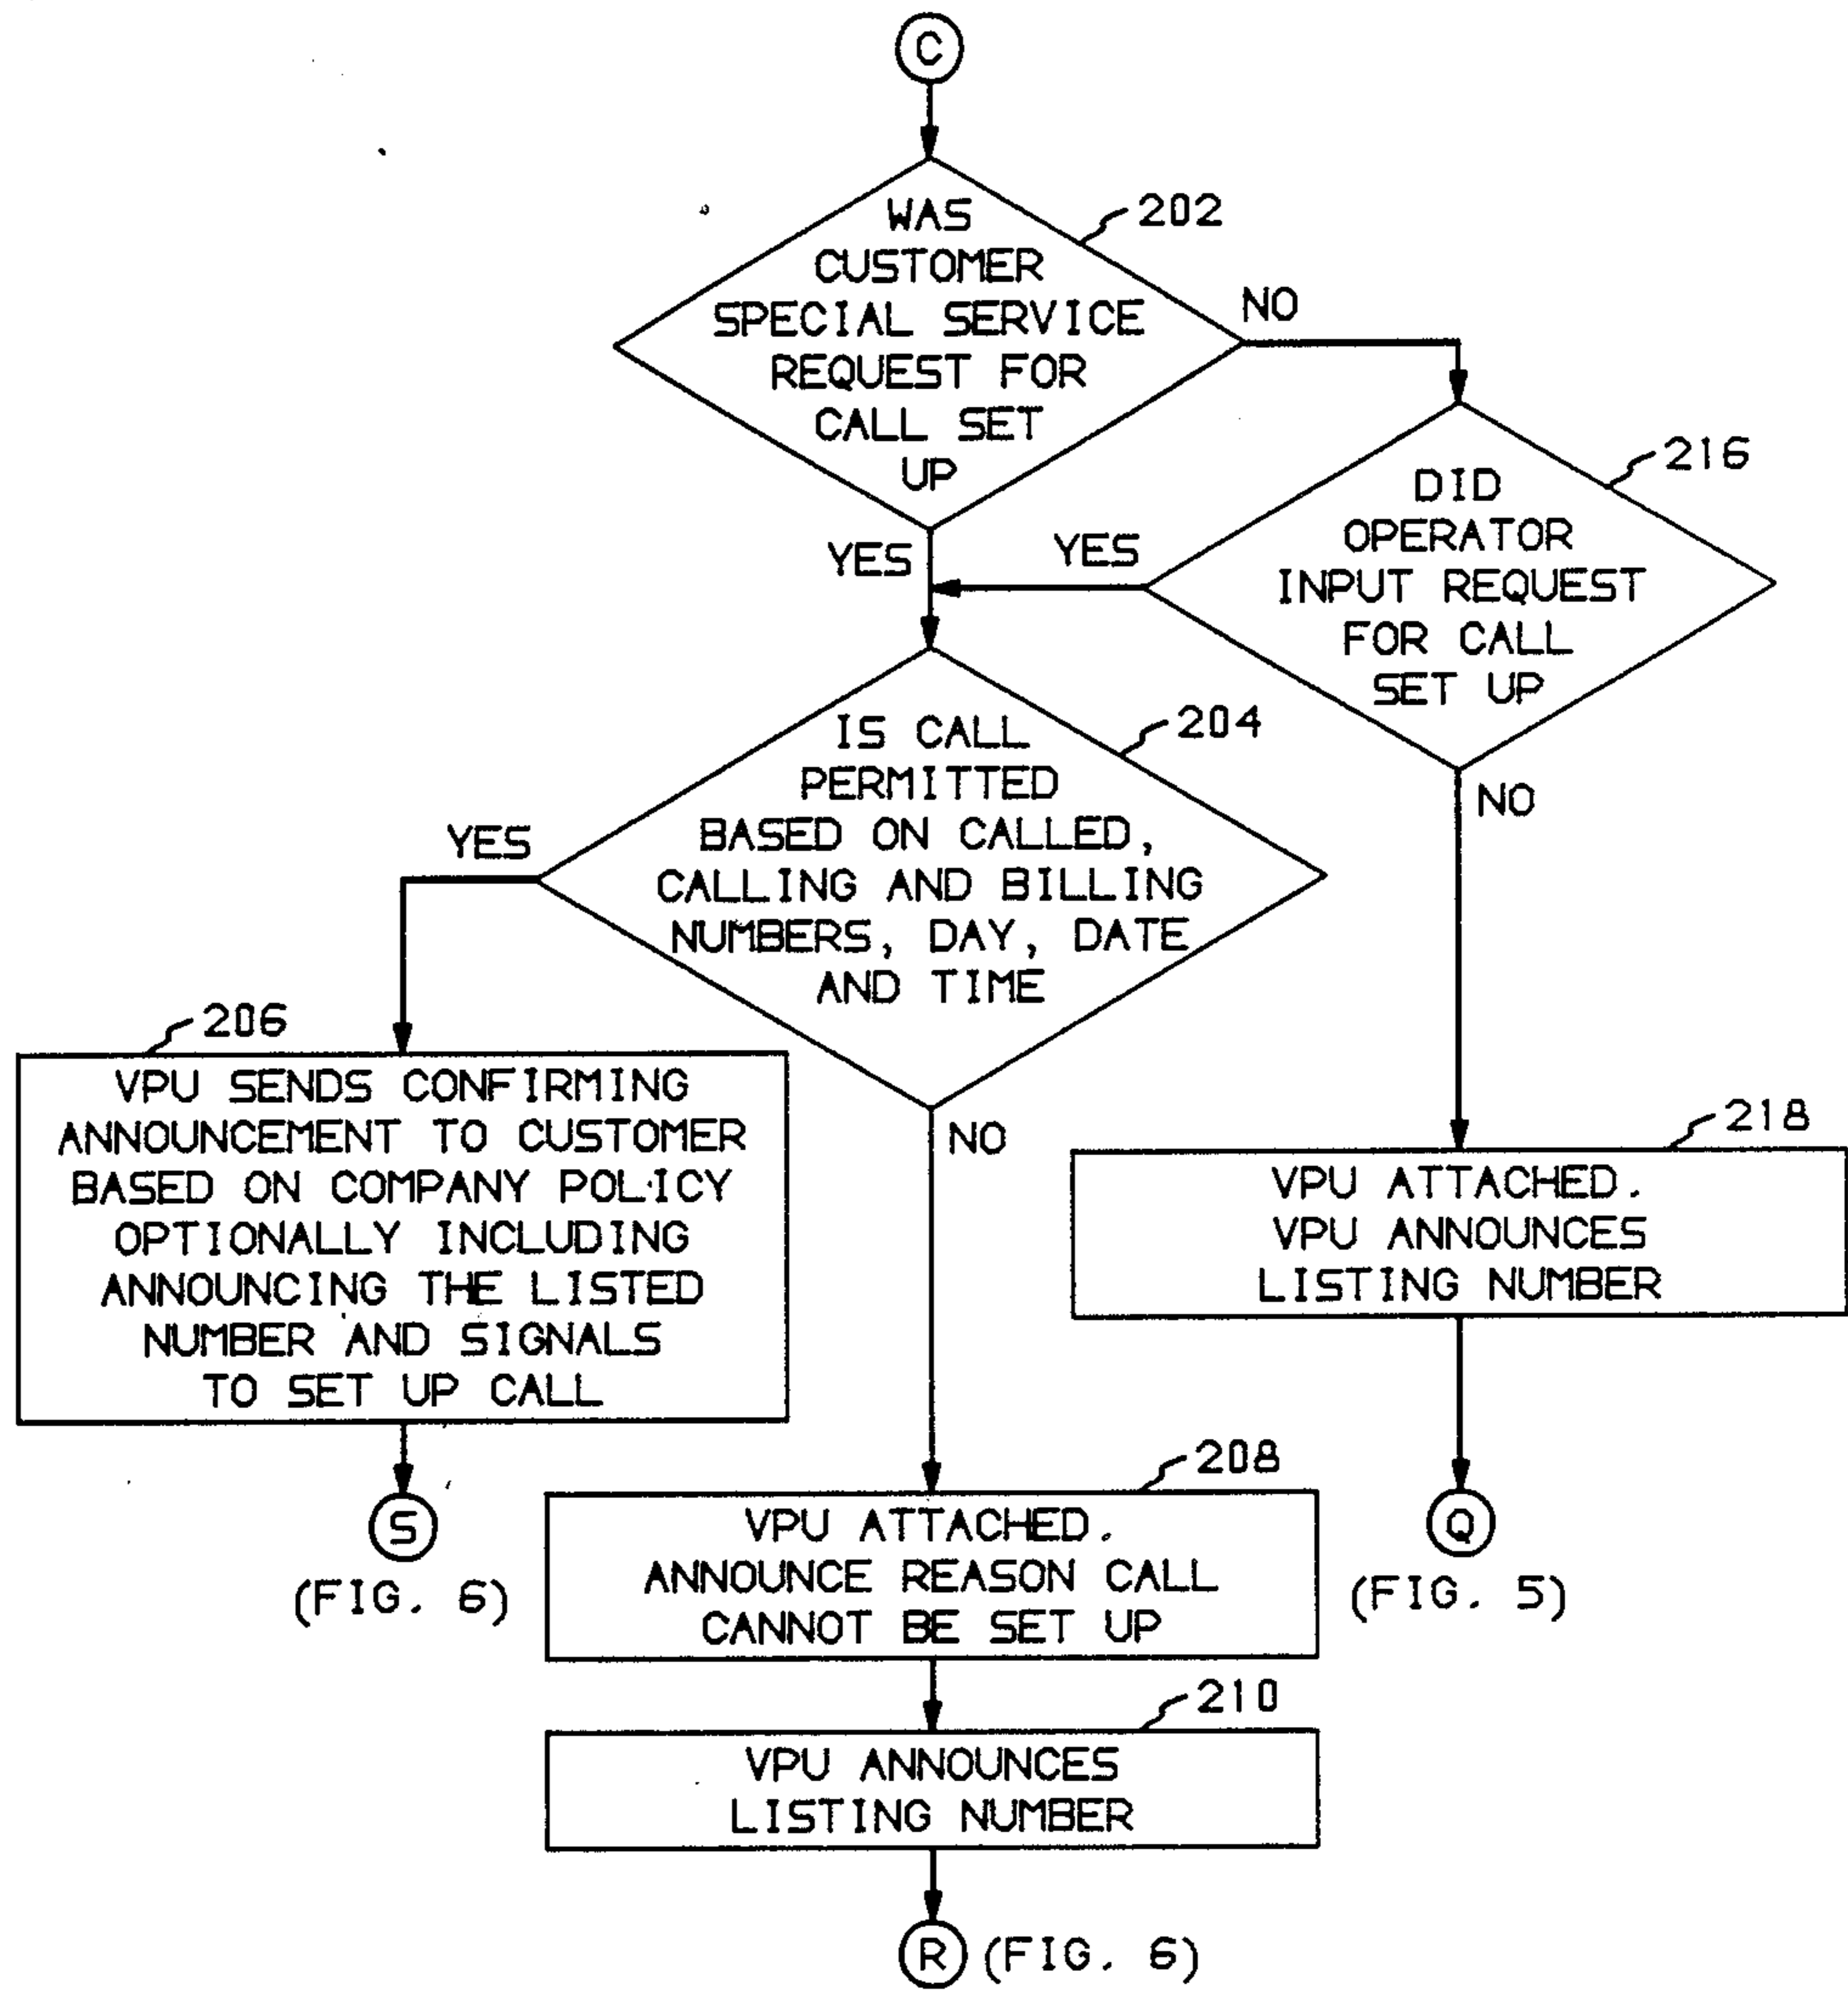 C
202
WAS
CUSTOMER
SPECIAL SERVICE
REQUEST FOR
CALL SET
UP
NO
YES
216
DID
OPERATOR
INPUT REQUEST
FOR CALL
SET UP
YES
NO
204
IS CALL
PERMITTED
BASED ON CALLED,
CALLING AND BILLING
NUMBERS, DAY, DATE
AND TIME
YES
NO
206
VPU SENDS CONFIRMING
ANNOUNCEMENT TO CUSTOMER
BASED ON COMPANY POLICY
OPTIONALLY INCLUDING
ANNOUNCING THE LISTED
NUMBER AND SIGNALS
TO SET UP CALL
S
(FIG. 6)
218
VPU ATTACHED.
VPU ANNOUNCES
LISTING NUMBER
Q
(FIG. 5)
208
VPU ATTACHED.
ANNOUNCE REASON CALL
CANNOT BE SET UP
210
VPU ANNOUNCES
LISTING NUMBER
R (FIG. 6)